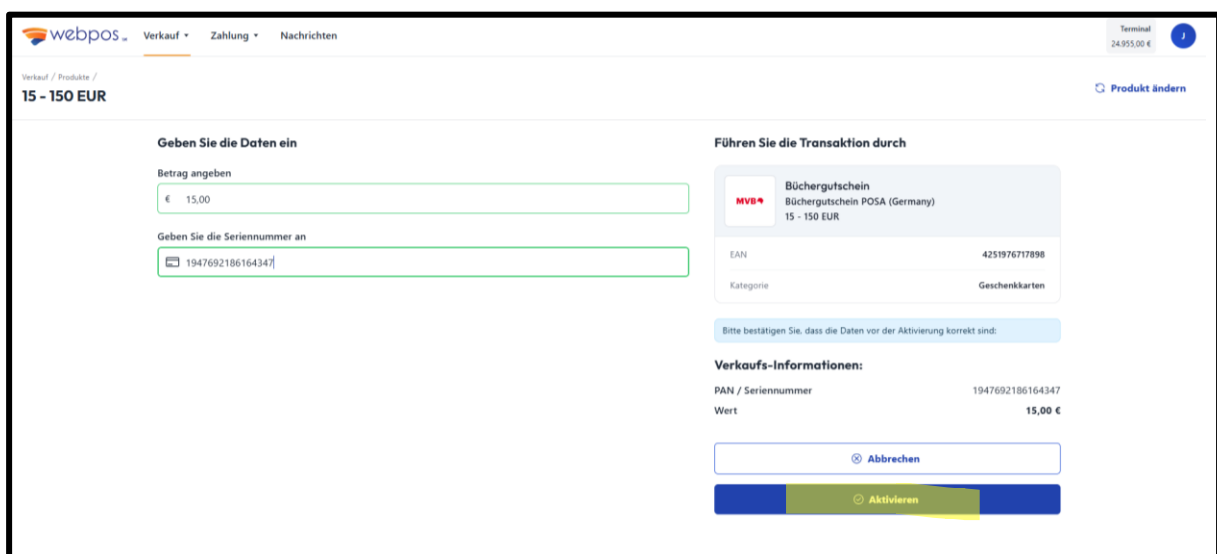 webpos
Verkauf
Zahlung
Nachrichten
Terminal
24.955,00 €
J
Verkauf / Produkte /
15 - 150 EUR
Produkt ändern
Geben Sie die Daten ein
Betrag angeben
€ 15,00
Geben Sie die Seriennummer an
1947692186164347
Führen Sie die Transaktion durch
MVB
Büchergutschein
Büchergutschein POSA (Germany)
15 - 150 EUR
EAN 4251976717898
Kategorie Geschenkkarten
Bitte bestätigen Sie, dass die Daten vor der Aktivierung korrekt sind:
Verkaufs-Informationen:
PAN / Seriennummer 1947692186164347
Wert 15,00 €
Abbrechen
Aktivieren